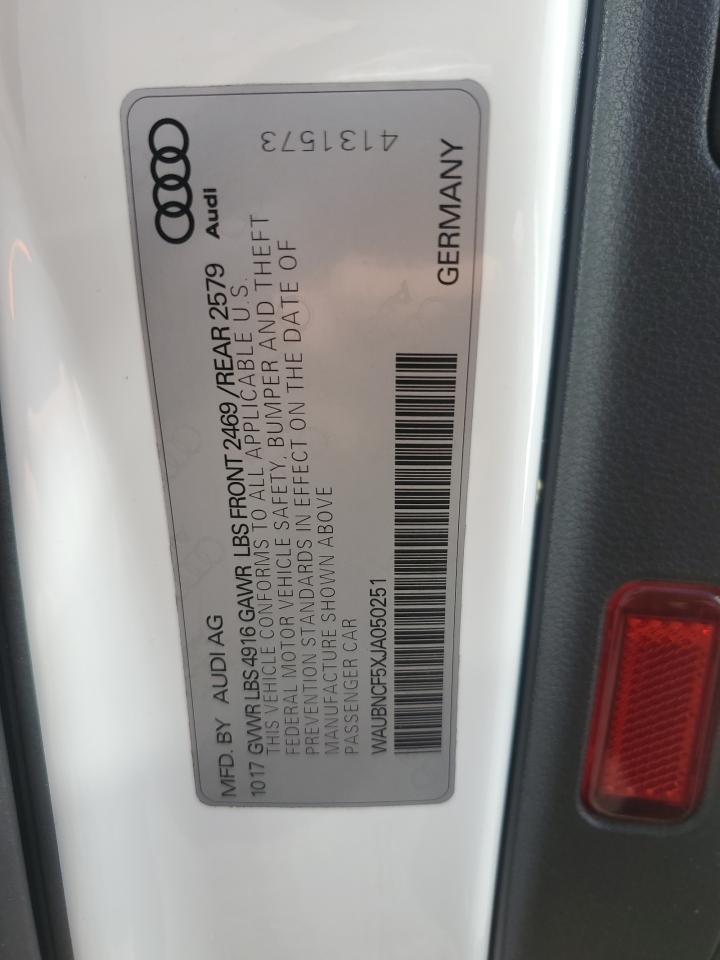 MFD. BY AUDI AG
Audi
1017 GVWR LBS 4916 GAWR LBS FRONT 2469 /REAR 2579
THIS VEHICLE CONFORMS TO ALL APPLICABLE U.S.
FEDERAL MOTOR VEHICLE SAFETY, BUMPER AND THEFT
PREVENTION STANDARDS IN EFFECT ON THE DATE OF
MANUFACTURE SHOWN ABOVE
PASSENGER CAR
WAUBNCF5XJA050251
4131573
GERMANY